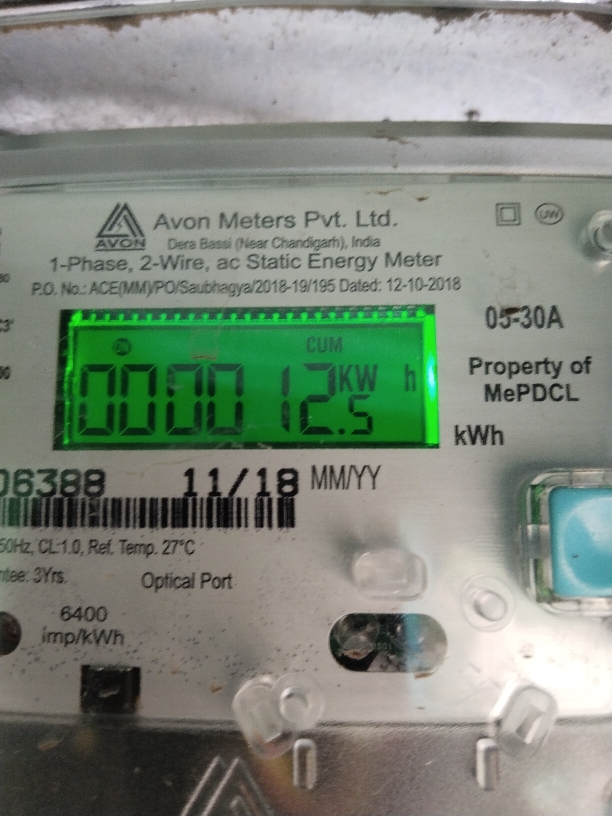 AVON
Avon Meters Pvt. Ltd.
UW
Dera Bassi (Near Chandigarh), India
1-Phase, 2-Wire, ac Static Energy Meter
P.O. No.: ACE(MM)/PO/Saubhagya/2018-19/195 Dated: 12-10-2018
05-30A
CUM
000012.5 KW h
Property of
MePDCL
kWh
06388 11/18 MM/YY
50Hz, CL:1.0, Ref. Temp. 27°C
3Yrs. Optical Port
6400
imp/kWh